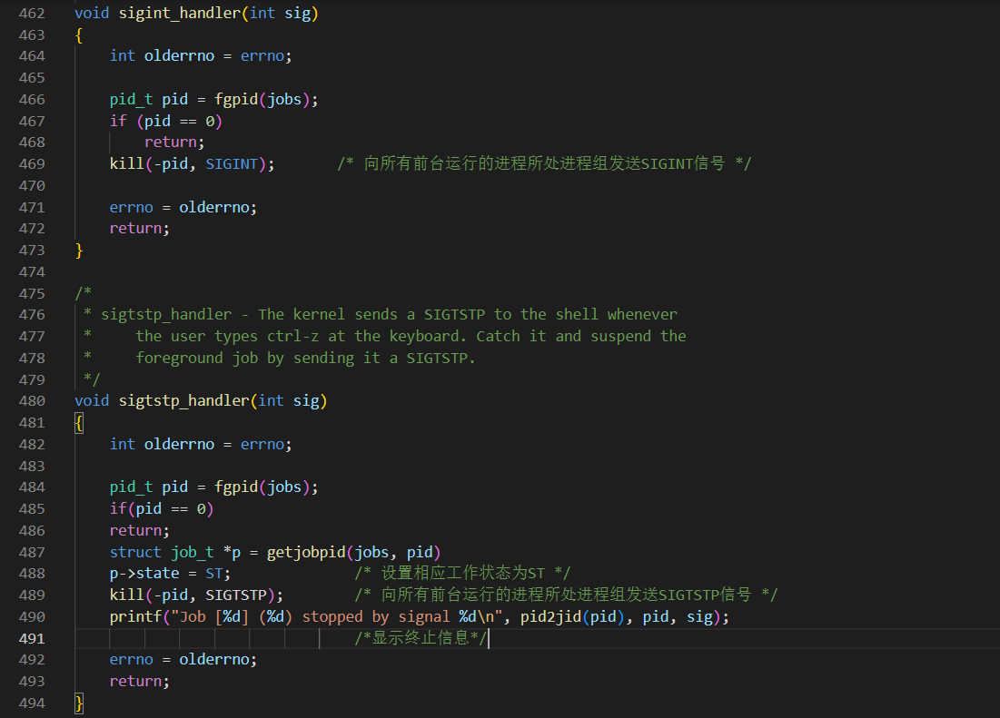 462 void sigint_handler(int sig)
463 {
464     int olderrno = errno;
465
466     pid_t pid = fgpid(jobs);
467     if (pid == 0)
468         return;
469     kill(-pid, SIGINT);       /* 向所有前台运行的进程所处进程组发送SIGINT信号 */
470
471     errno = olderrno;
472     return;
473 }
474
475 /*
476  * sigtstp_handler - The kernel sends a SIGTSTP to the shell whenever
477  *     the user types ctrl-z at the keyboard. Catch it and suspend the
478  *     foreground job by sending it a SIGTSTP.
479  */
480 void sigtstp_handler(int sig)
481 {
482     int olderrno = errno;
483
484     pid_t pid = fgpid(jobs);
485     if(pid == 0)
486     return;
487     struct job_t *p = getjobpid(jobs, pid)
488     p->state = ST;              /* 设置相应工作状态为ST */
489     kill(-pid, SIGTSTP);        /* 向所有前台运行的进程所处进程组发送SIGTSTP信号 */
490     printf("Job [%d] (%d) stopped by signal %d\n", pid2jid(pid), pid, sig);
491                                 /*显示终止信息*/
492     errno = olderrno;
493     return;
494 }